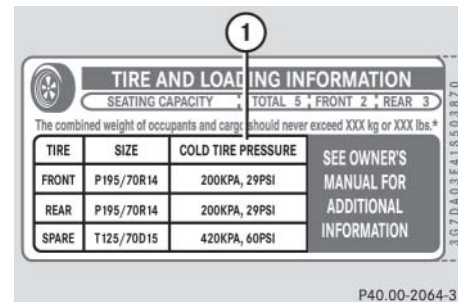 1
TIRE AND LOADING INFORMATION
SEATING CAPACITY TOTAL 5 FRONT 2 REAR 3
The combined weight of occupants and cargo should never exceed XXX kg or XXX lbs.*
TIRE SIZE COLD TIRE PRESSURE
FRONT P195/70R14 200KPA, 29PSI
REAR P195/70R14 200KPA, 29PSI
SPARE T125/70D15 420KPA, 60PSI
SEE OWNER'S
MANUAL FOR
ADDITIONAL
INFORMATION
3G7DA03E41S503870
P40.00-2064-3